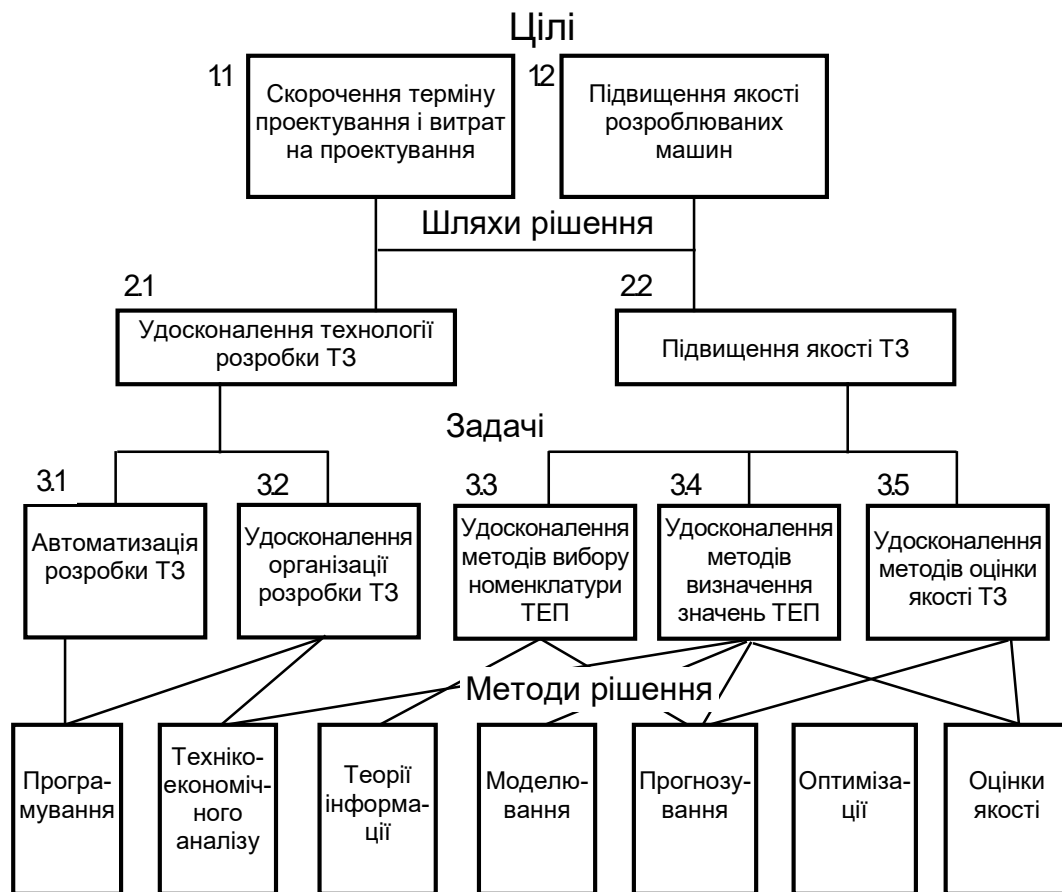 Цілі
1.1
Скорочення терміну
проектування і витрат
на проектування
1.2
Підвищення якості
розроблюваних
машин
Шляхи рішення
2.1
Удосконалення технології
розробки ТЗ
2.2
Підвищення якості ТЗ
Задачі
3.1
Автоматизація
розробки ТЗ
3.2
Удосконалення
організації
розробки ТЗ
3.3
Удосконалення
методів вибору
номенклатури
ТЕП
3.4
Удосконалення
методів
визначення
значень ТЕП
3.5
Удосконалення
методів оцінки
якості ТЗ
Методи рішення
Програ-
мування
Техніко-
економіч-
ного
аналізу
Теорії
інформа-
ції
Моделю-
вання
Прогнозу-
вання
Оптиміза-
ції
Оцінки
якості